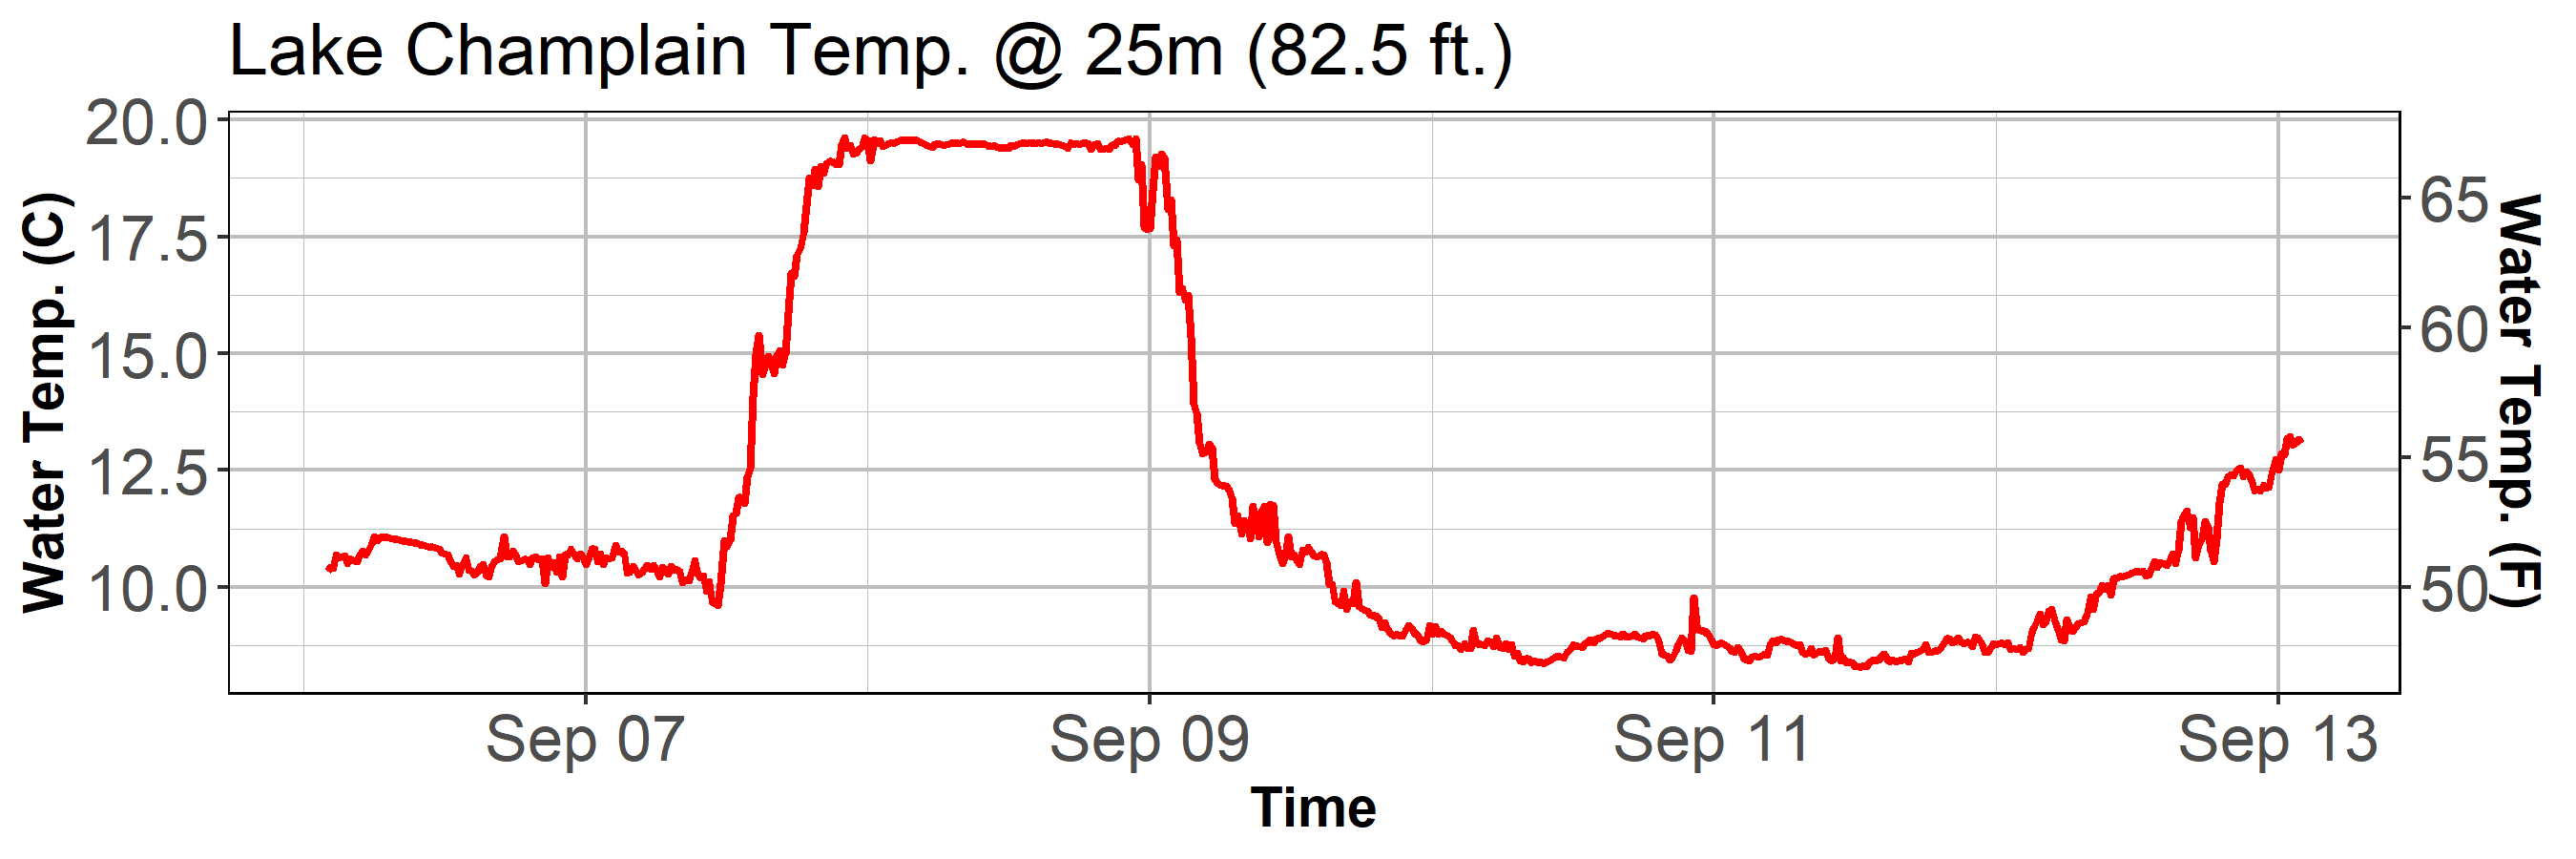 Lake Champlain Temp. @ 25m (82.5 ft.)
Water Temp. (C)
20.0
17.5
15.0
12.5
10.0
65
60
55
50
Water Temp. (F)
Sep 07
Sep 09
Sep 11
Sep 13
Time